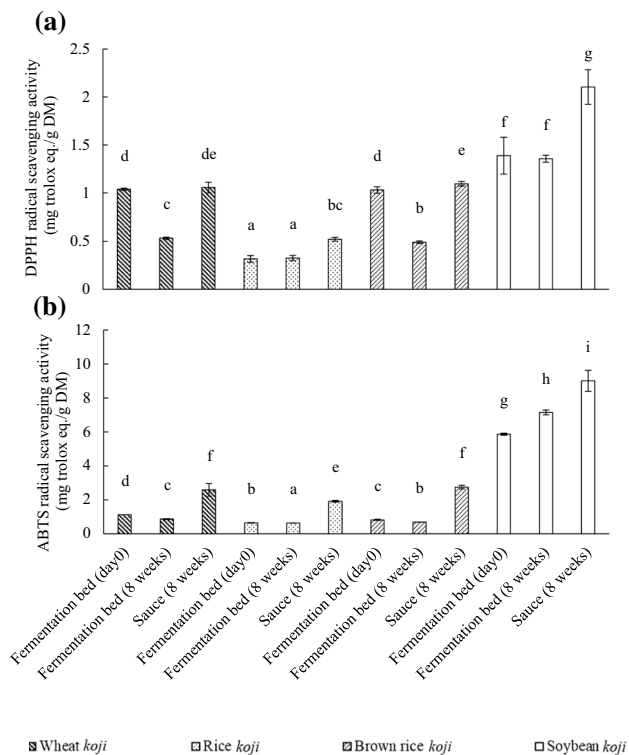 (a)
DPPH radical scavenging activity
(mg trolox eq./g DM)
2.5
2
1.5
1
0.5
0
d
c
de
a
a
bc
d
b
e
f
f
g
(b)
ABTS radical scavenging activity
(mg trolox eq./g DM)
12
10
8
6
4
2
0
d
c
f
b
a
e
c
b
f
g
h
i
Fermentation bed (day0)
Fermentation bed (8 weeks)
Sauce (8 weeks)
Fermentation bed (day0)
Fermentation bed (8 weeks)
Sauce (8 weeks)
Fermentation bed (day0)
Fermentation bed (8 weeks)
Sauce (8 weeks)
Fermentation bed (day0)
Fermentation bed (8 weeks)
Sauce (8 weeks)
Wheat koji
Rice koji
Brown rice koji
Soybean koji